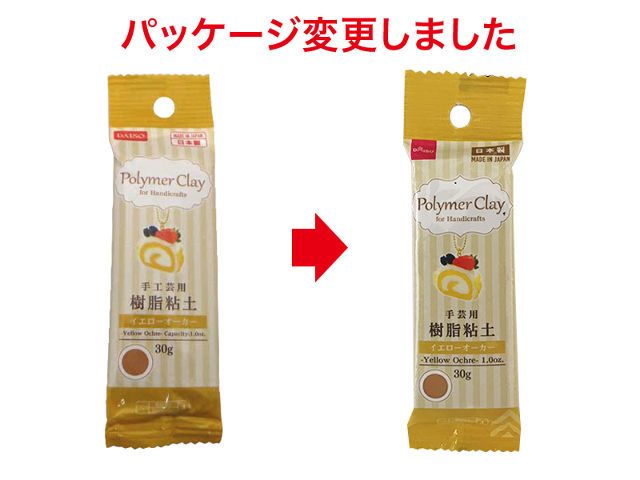 パッケージ変更しました
DAISO
MADE IN JAPAN
日本製
Polymer Clay
for Handicrafts
手工芸用
樹脂粘土
イエローオーカー
-Yellow Ochre- Capacity-1.0oz.
30g
日本製
MADE IN JAPAN
Polymer Clay
for Handicrafts
手芸用
樹脂粘土
イエローオーカー
-Yellow Ochre- 1.0oz.
30g